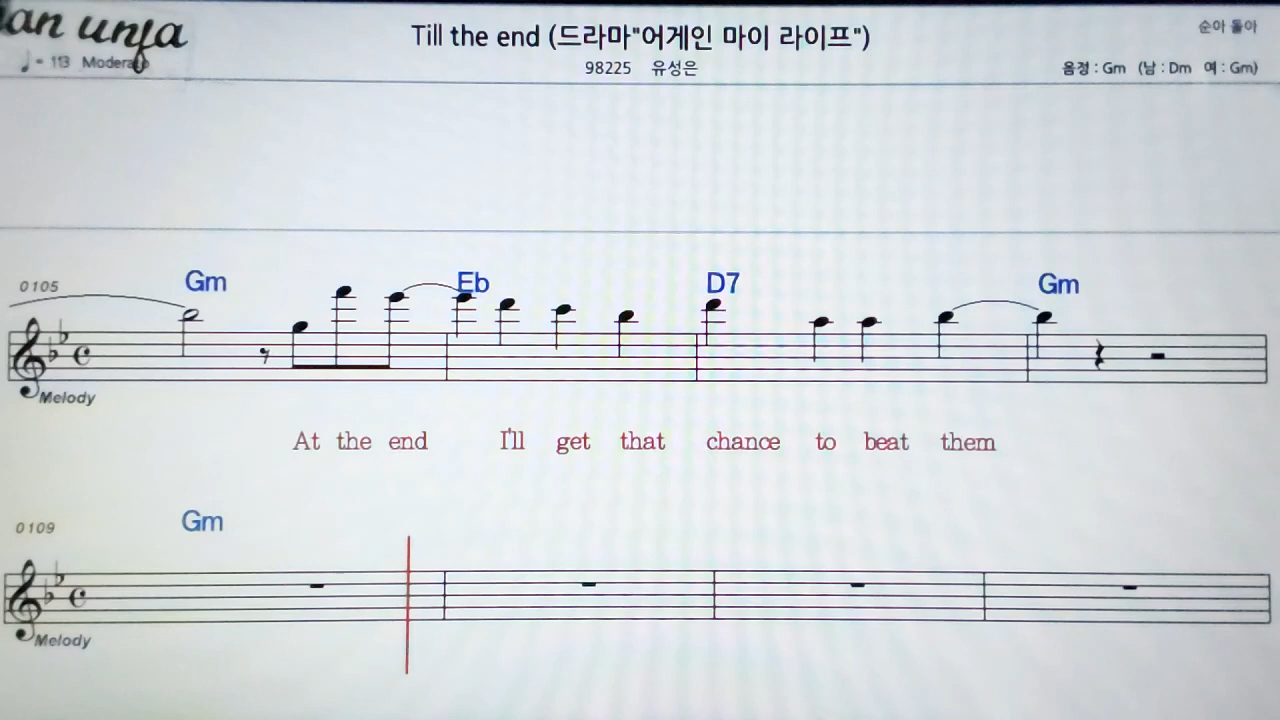 an unja
Till the end (드라마"어게인 마이 라이프")
순아 돌아
♩= 113 Modera
98225 유성은
음정 : Gm (남 : Dm 여 : Gm)
0105 Gm Eb D7 Gm
Melody
At the end I'll get that chance to beat them
0109 Gm
Melody